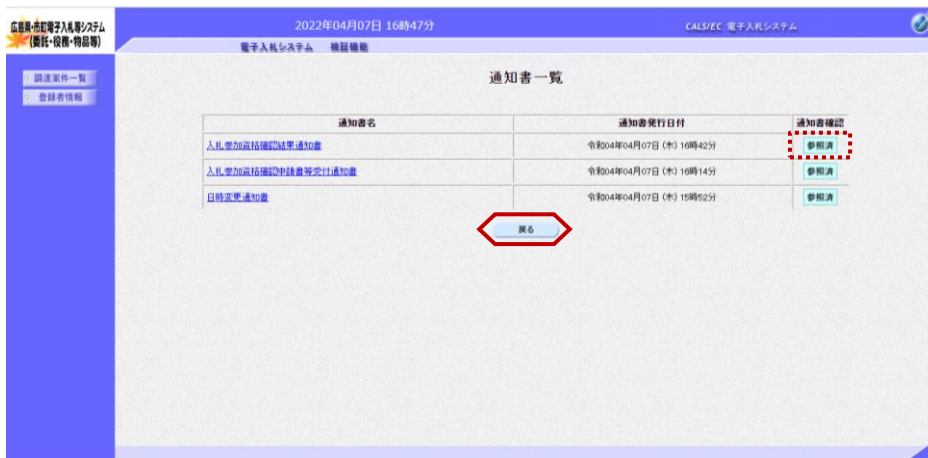 広島県・市町電子入札等システム
(委託・役務・物品等)
2022年04月07日 16時47分
CALS/EC 電子入札システム
電子入札システム 検証機能
調達案件一覧
登録者情報
通知書一覧
通知書名 通知書発行日付 通知書確認
入札参加資格確認結果通知書 令和04年04月07日 (木) 16時42分 参照済
入札参加資格確認申請書等受付通知書 令和04年04月07日 (木) 16時14分 参照済
日時変更通知書 令和04年04月07日 (木) 15時52分 参照済
戻る